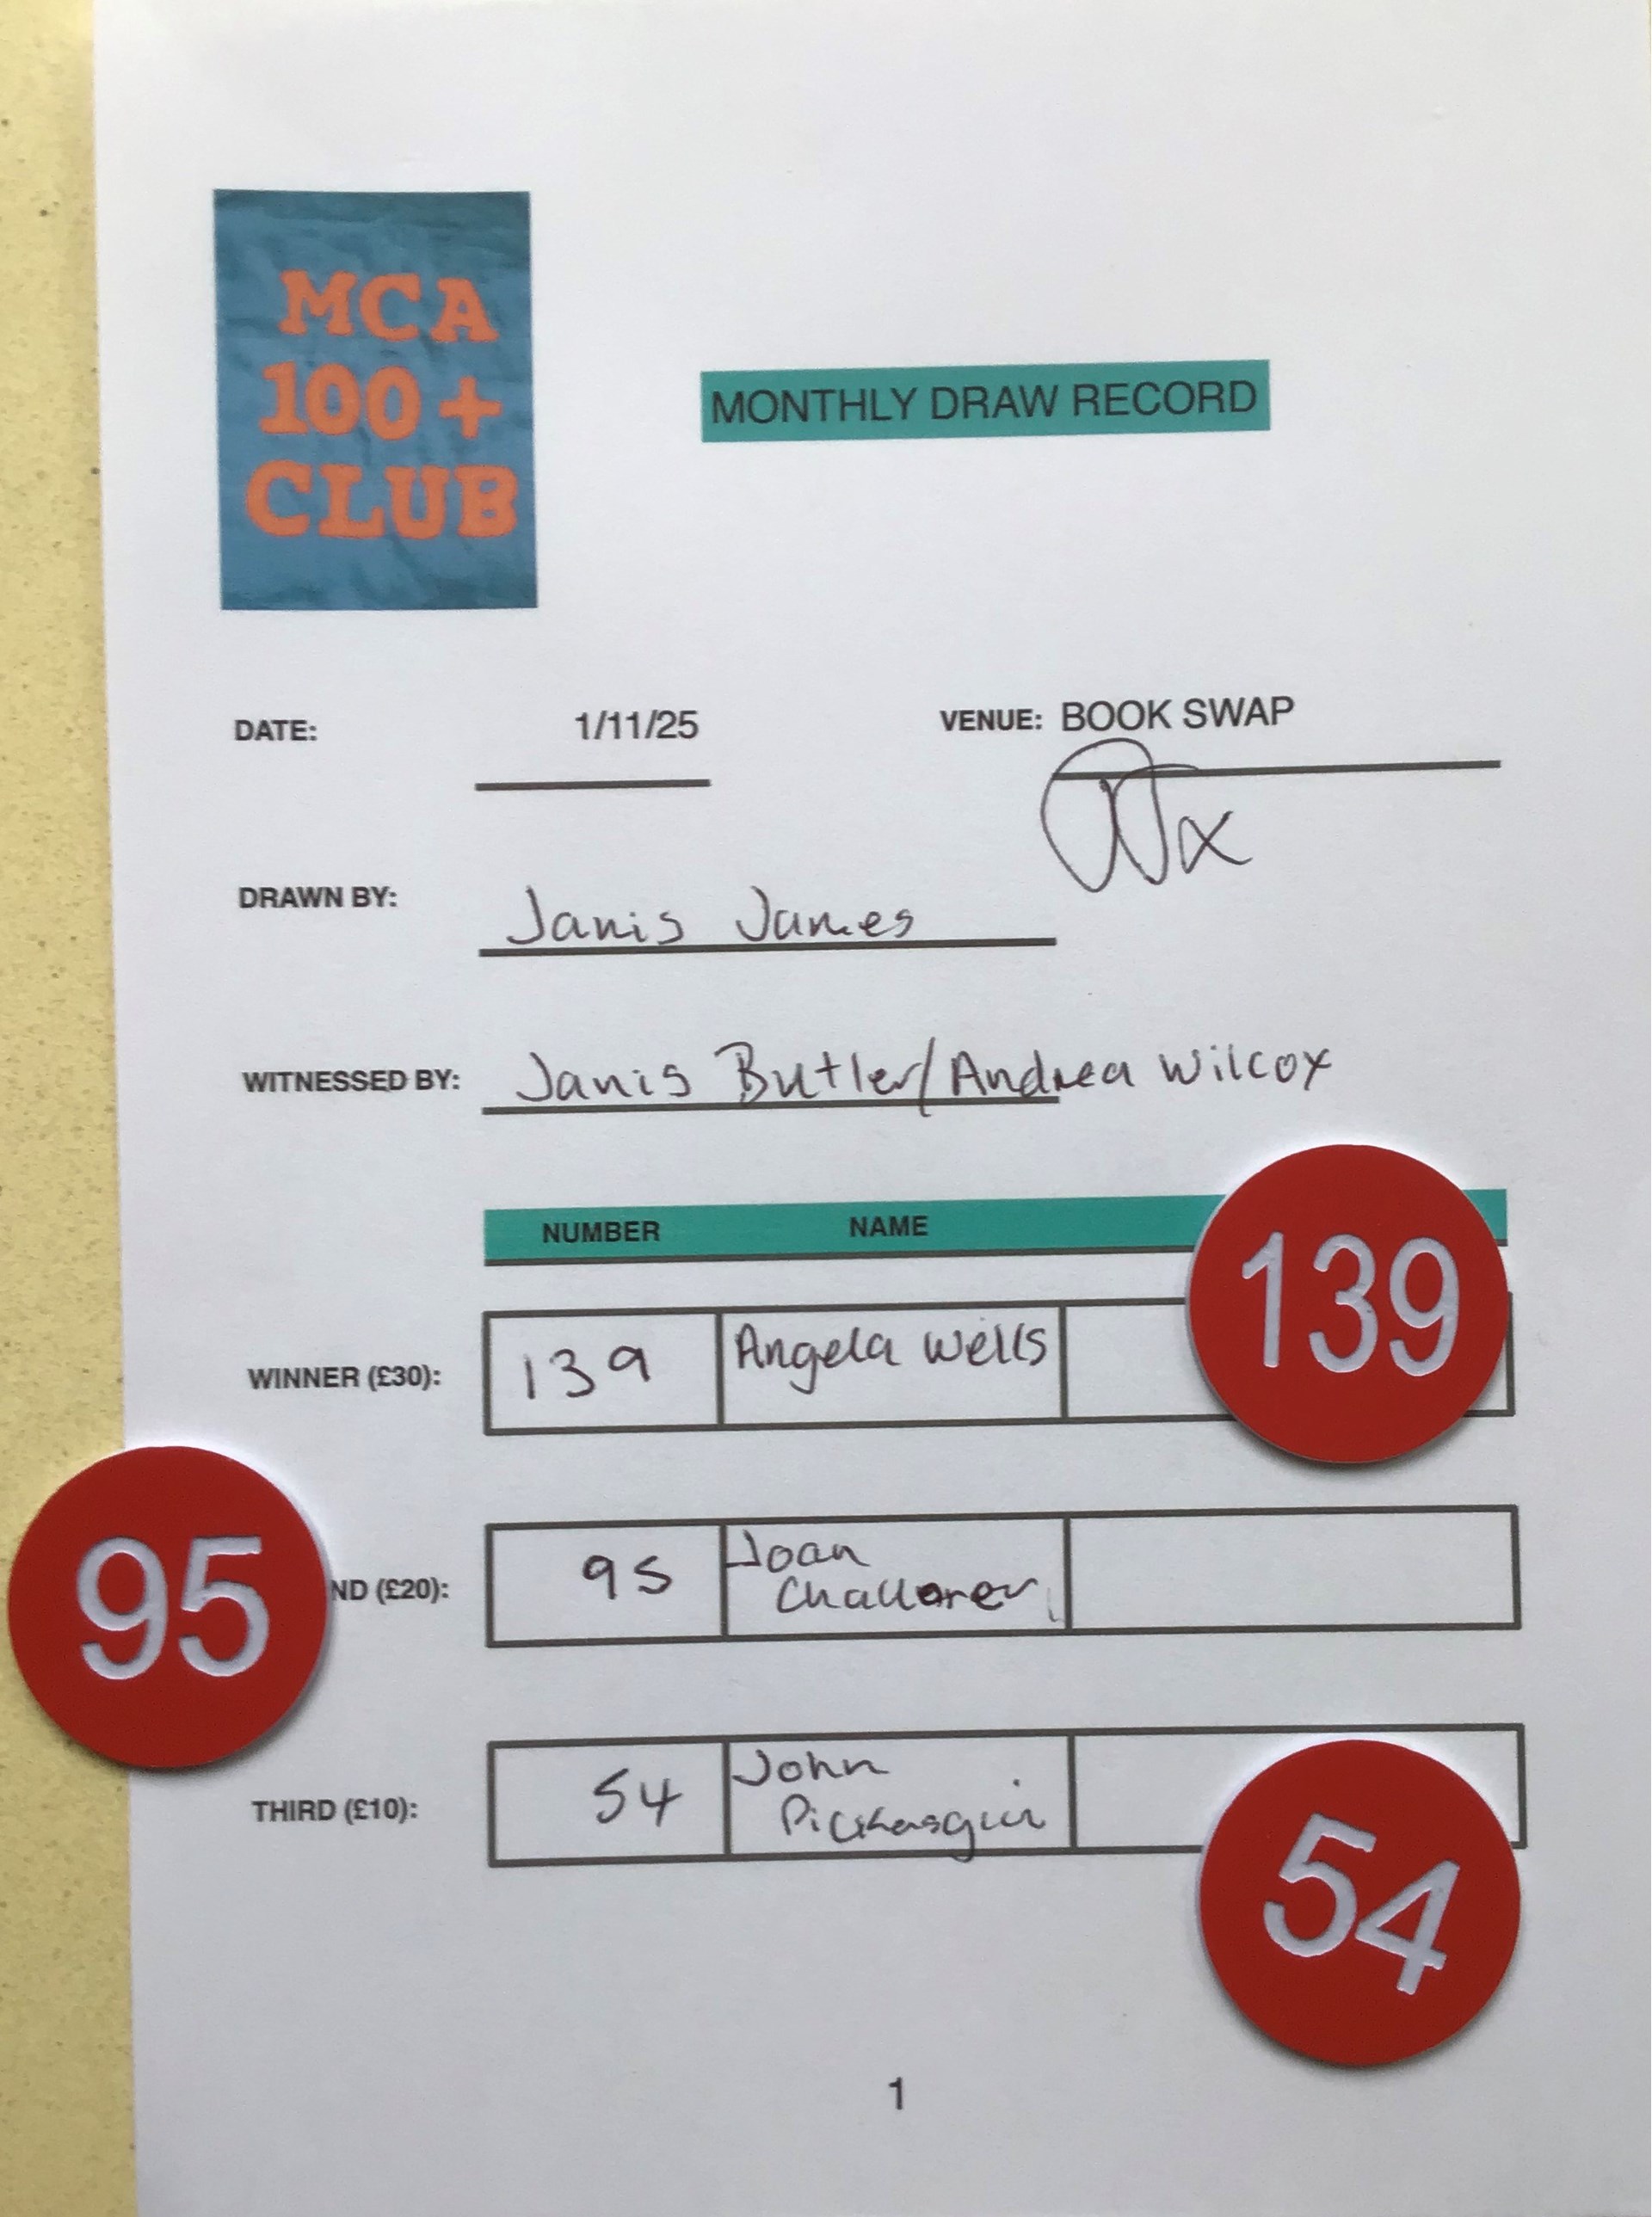 MCA
100+
CLUB
MONTHLY DRAW RECORD
DATE: 1/11/25 VENUE: BOOK SWAP
DRAWN BY: Janis James
WITNESSED BY: Janis Butler/Andrea Wilcox
NUMBER NAME
139
WINNER (£30): 139 Angela Wells
95
ND (£20): 95 Joan
Challoner
THIRD (£10): 54 John
54
1